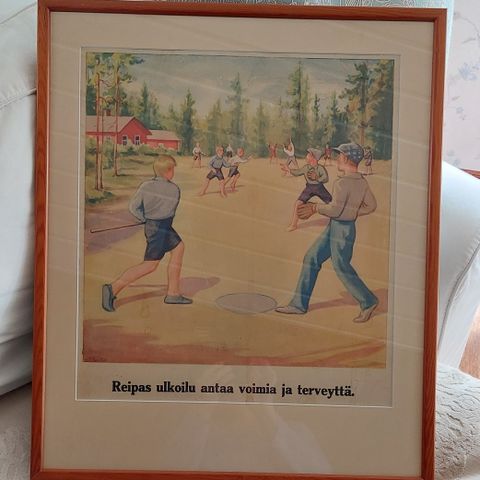 Reipas ulkoilu antaa voimia ja terveyttä.